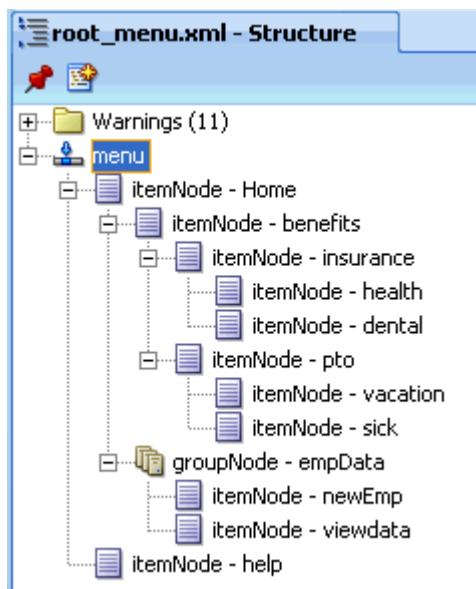 root_menu.xml - Structure
Warnings (11)
menu
itemNode - Home
itemNode - benefits
itemNode - insurance
itemNode - health
itemNode - dental
itemNode - pto
itemNode - vacation
itemNode - sick
groupNode - empData
itemNode - newEmp
itemNode - viewdata
itemNode - help